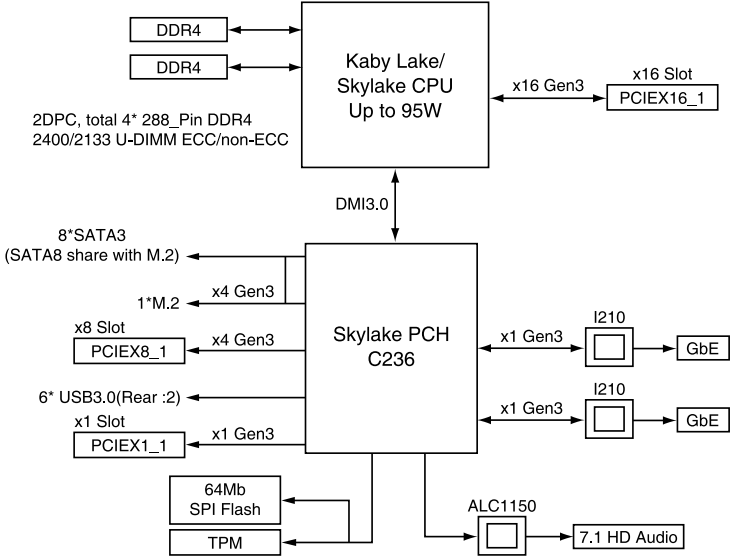 DDR4
DDR4
2DPC, total 4* 288_Pin DDR4
2400/2133 U-DIMM ECC/non-ECC
Kaby Lake/
Skylake CPU
Up to 95W
x16 Gen3
x16 Slot
PCIEX16_1
DMI3.0
8*SATA3
(SATA8 share with M.2)
1*M.2
x4 Gen3
x8 Slot
PCIEX8_1
x4 Gen3
6* USB3.0(Rear :2)
x1 Slot
PCIEX1_1
x1 Gen3
Skylake PCH
C236
x1 Gen3
I210
GbE
x1 Gen3
I210
GbE
64Mb
SPI Flash
TPM
ALC1150
7.1 HD Audio